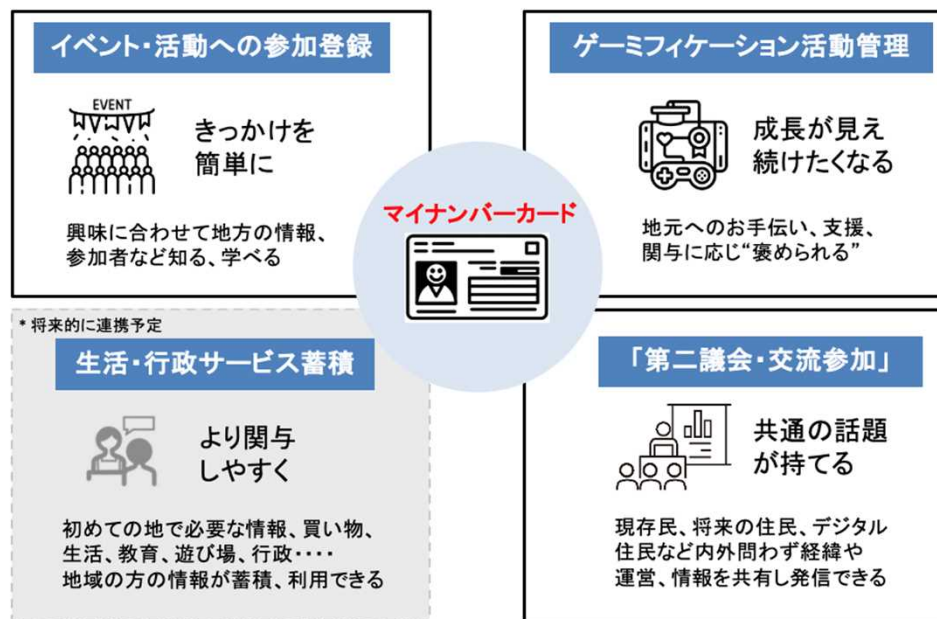 イベント・活動への参加登録
EVENT
きっかけを
簡単に
興味に合わせて地方の情報、
参加者など知る、学べる
ゲーミフィケーション活動管理
成長が見え
続けたくなる
地元へのお手伝い、支援、
関与に応じ“褒められる”
マイナンバーカード
* 将来的に連携予定
生活・行政サービス蓄積
より関与
しやすく
初めての地で必要な情報、買い物、
生活、教育、遊び場、行政・・・・
地域の方の情報が蓄積、利用できる
「第二議会・交流参加」
共通の話題
が持てる
現存民、将来の住民、デジタル
住民など内外問わず経緯や
運営、情報を共有し発信できる